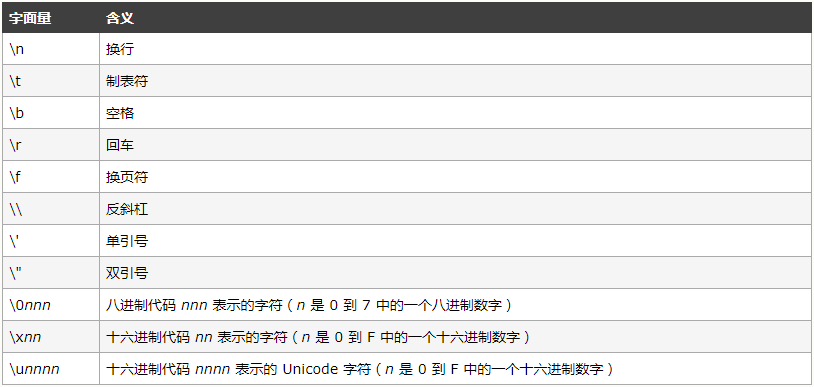 字面量 含义
\n 换行
\t 制表符
\b 空格
\r 回车
\f 换页符
\\ 反斜杠
\' 单引号
\" 双引号
\0nnn 八进制代码 nnn 表示的字符 ( n 是 0 到 7 中的一个八进制数字 )
\xnn 十六进制代码 nn 表示的字符 ( n 是 0 到 F 中的一个十六进制数字 )
\unnnn 十六进制代码 nnnn 表示的 Unicode 字符 ( n 是 0 到 F 中的一个十六进制数字 )